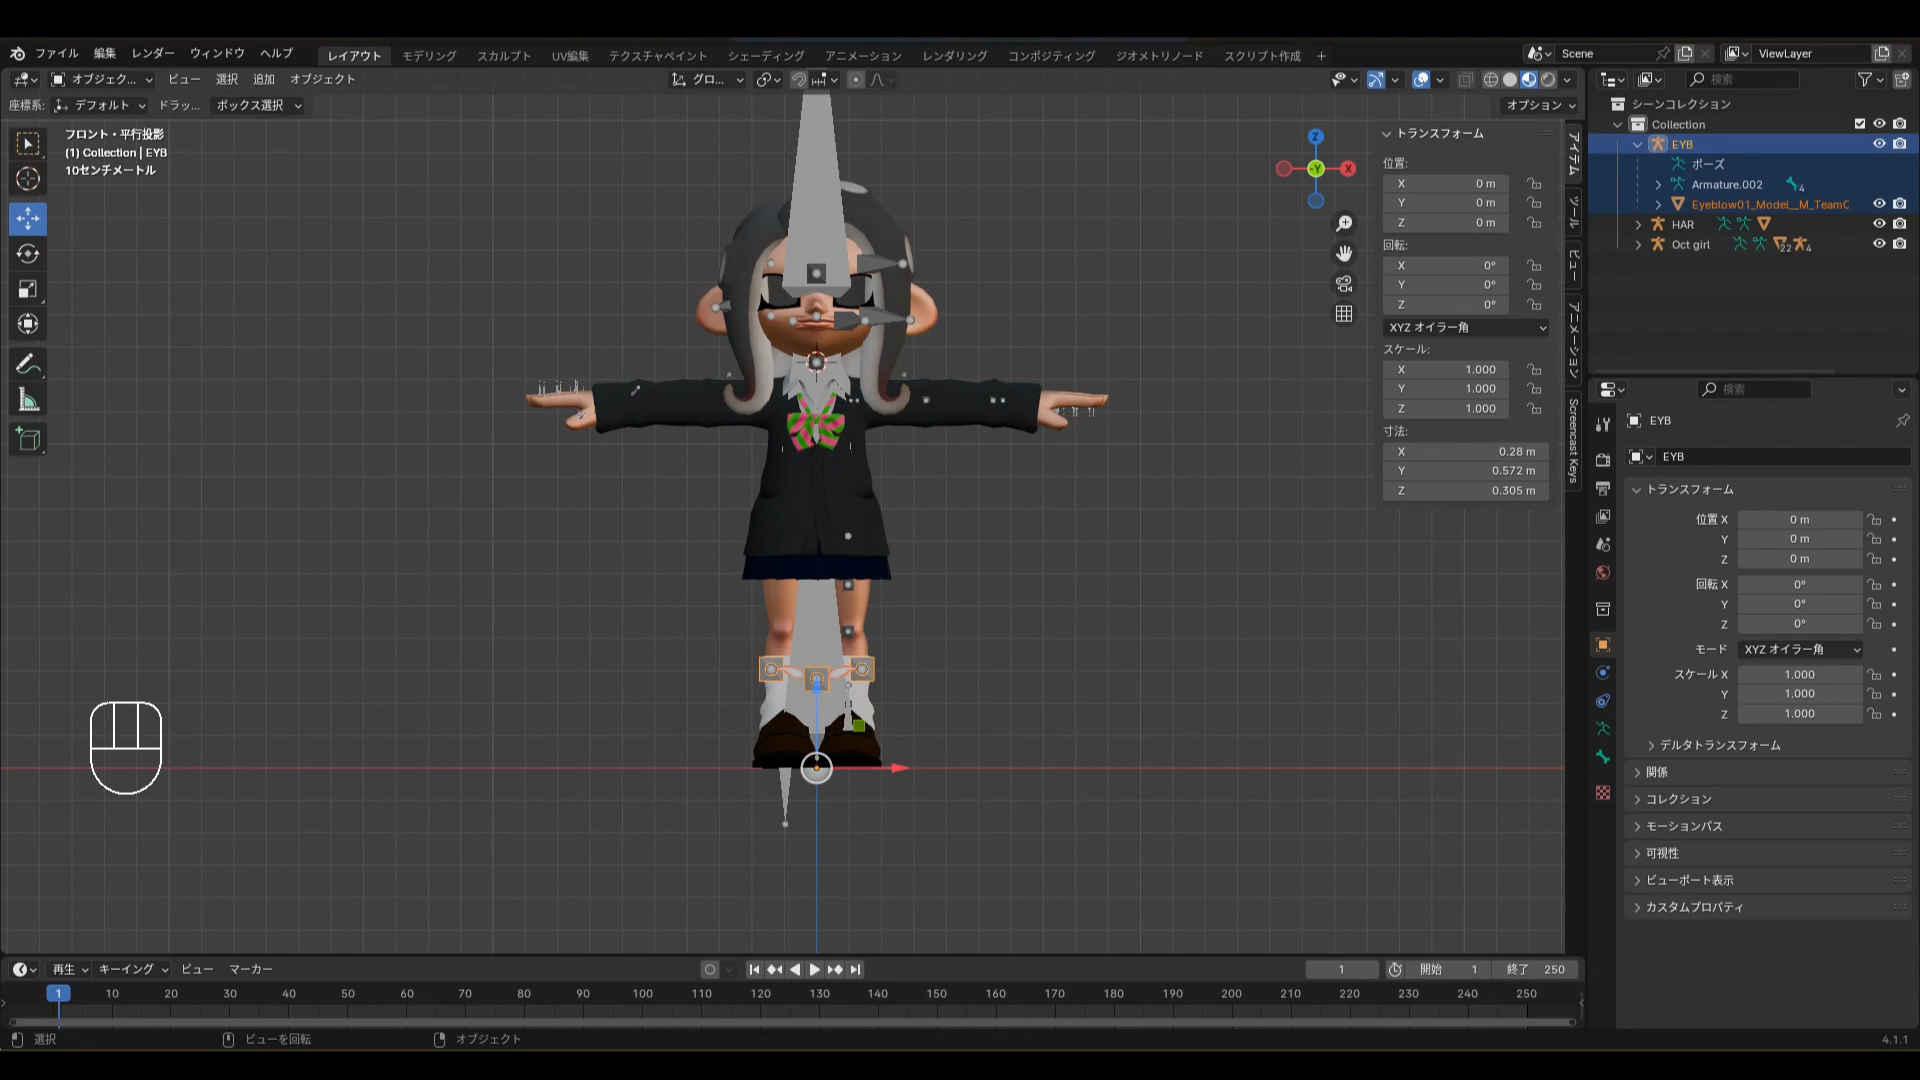 ファイル 編集 レンダー ウィンドウ ヘルプ レイアウト モデリング スカルプト UV編集 テクスチャペイント シェーディング アニメーション レンダリング コンポジティング ジオメトリノード スクリプト作成 + Scene ViewLayer
オブジェク... ビュー 選択 追加 オブジェクト グロ... 検索
座標系: デフォルト ドラッ... ボックス選択 オプション
シーンコレクション
Collection
EYB
ポーズ
Armature.002 4
Eyeblow01_Model__M_TeamC
HAR
Oct girl 22 4
フロント・平行投影
(1) Collection | EYB
10センチメートル
Z
Y
X
トランスフォーム
位置:
X 0 m
Y 0 m
Z 0 m
回転:
X 0°
Y 0°
Z 0°
XYZ オイラー角
スケール:
X 1.000
Y 1.000
Z 1.000
寸法:
X 0.28 m
Y 0.572 m
Z 0.305 m
アイテム
ツール
ビュー
アニメーション
Screencast Keys
検索
EYB
EYB
トランスフォーム
位置 X 0 m
Y 0 m
Z 0 m
回転 X 0°
Y 0°
Z 0°
モード XYZ オイラー角
スケール X 1.000
Y 1.000
Z 1.000
デルタトランスフォーム
関係
コレクション
モーションパス
可視性
ビューポート表示
カスタムプロパティ
再生 キーイング ビュー マーカー 1 開始 1 終了 250
1 10 20 30 40 50 60 70 80 90 100 110 120 130 140 150 160 170 180 190 200 210 220 230 240 250
選択 ビューを回転 オブジェクト 4.1.1